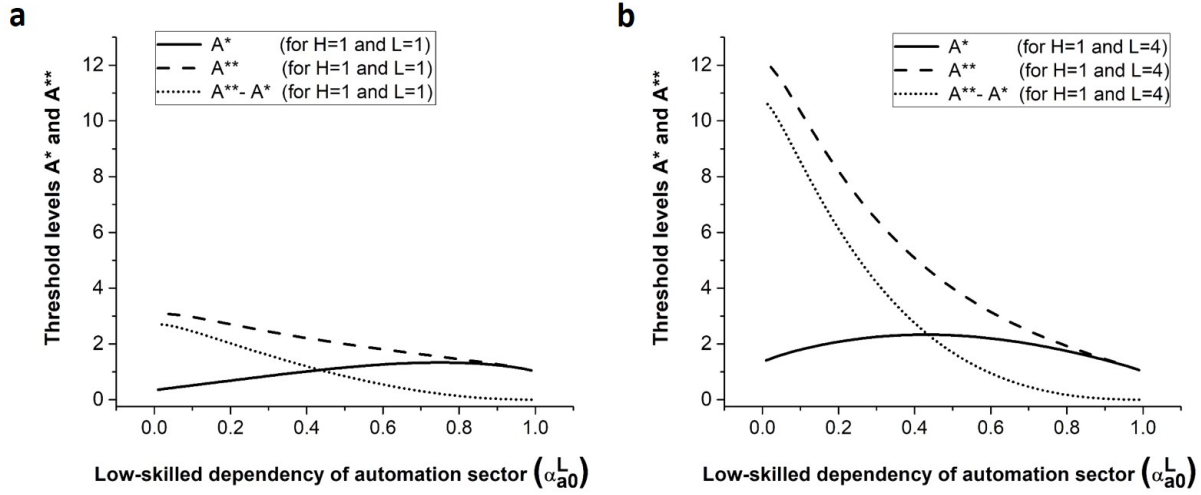 a
A* (for H=1 and L=1)
A** (for H=1 and L=1)
A**- A* (for H=1 and L=1)
Threshold levels A* and A**
12
10
8
6
4
2
0
0.0 0.2 0.4 0.6 0.8 1.0
Low-skilled dependency of automation sector (α^L_a0)
b
A* (for H=1 and L=4)
A** (for H=1 and L=4)
A**- A* (for H=1 and L=4)
Threshold levels A* and A**
12
10
8
6
4
2
0
0.0 0.2 0.4 0.6 0.8 1.0
Low-skilled dependency of automation sector (α^L_a0)